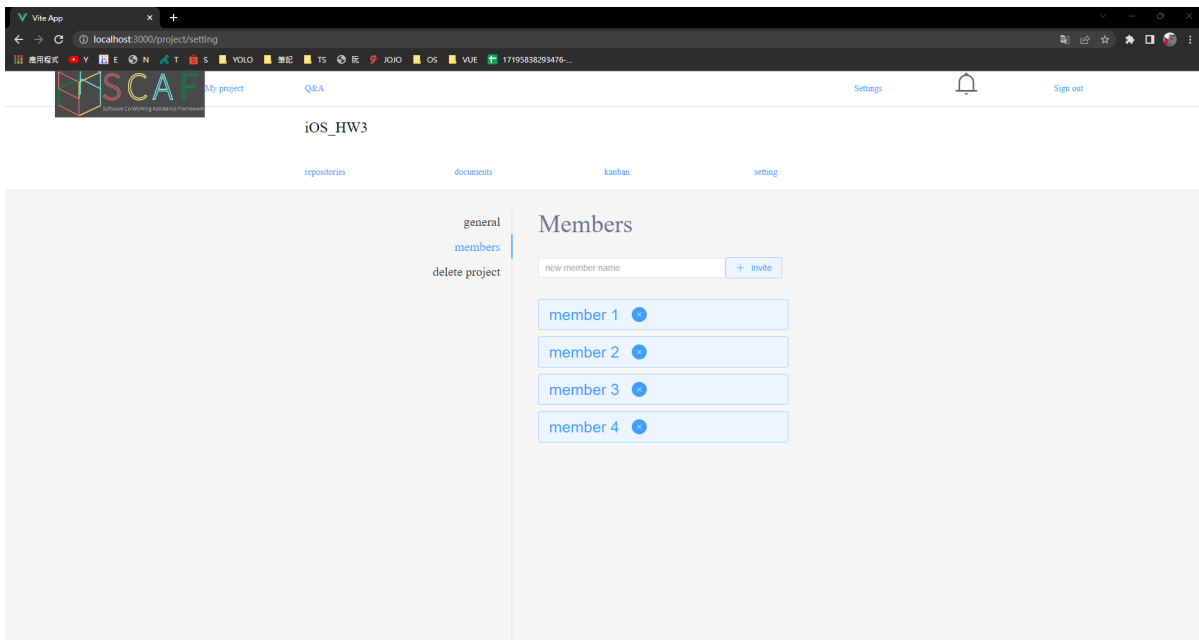 Vite App
localhost:3000/project/setting
應用程式 Y E N T S YOLO 筆記 TS 阮 JOJO OS VUE 17195838293476-...
SCAF My project Q&A Settings Sign out
Software Co-Working Assistance Framework
iOS_HW3
repositories documents kanban setting
general
members
delete project
Members
new member name + invite
member 1
member 2
member 3
member 4